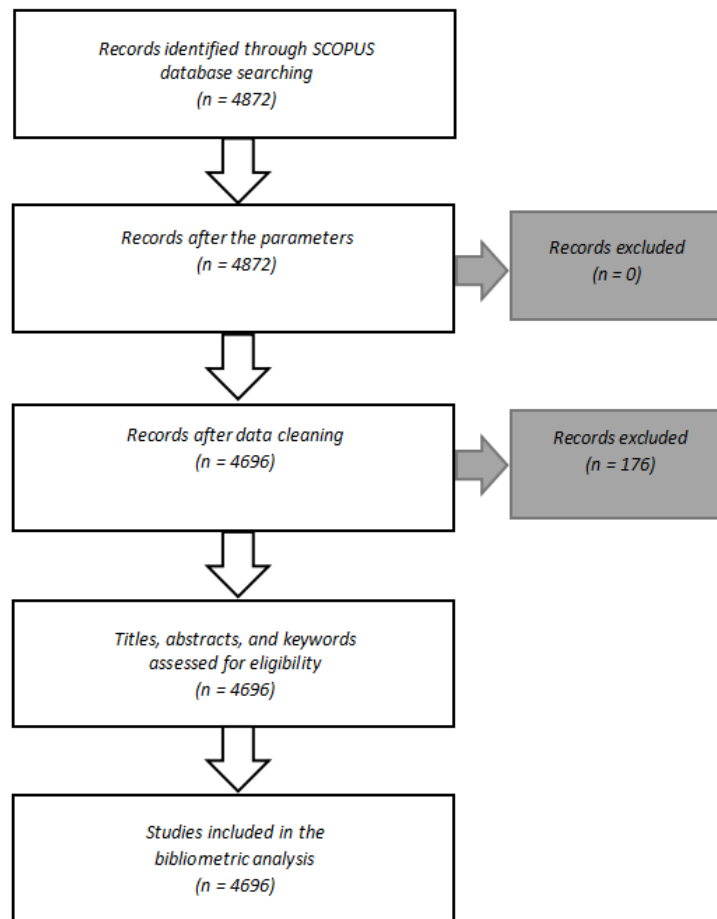 Records identified through SCOPUS
database searching
(n = 4872)
Records after the parameters
(n = 4872)
Records excluded
(n = 0)
Records after data cleaning
(n = 4696)
Records excluded
(n = 176)
Titles, abstracts, and keywords
assessed for eligibility
(n = 4696)
Studies included in the
bibliometric analysis
(n = 4696)